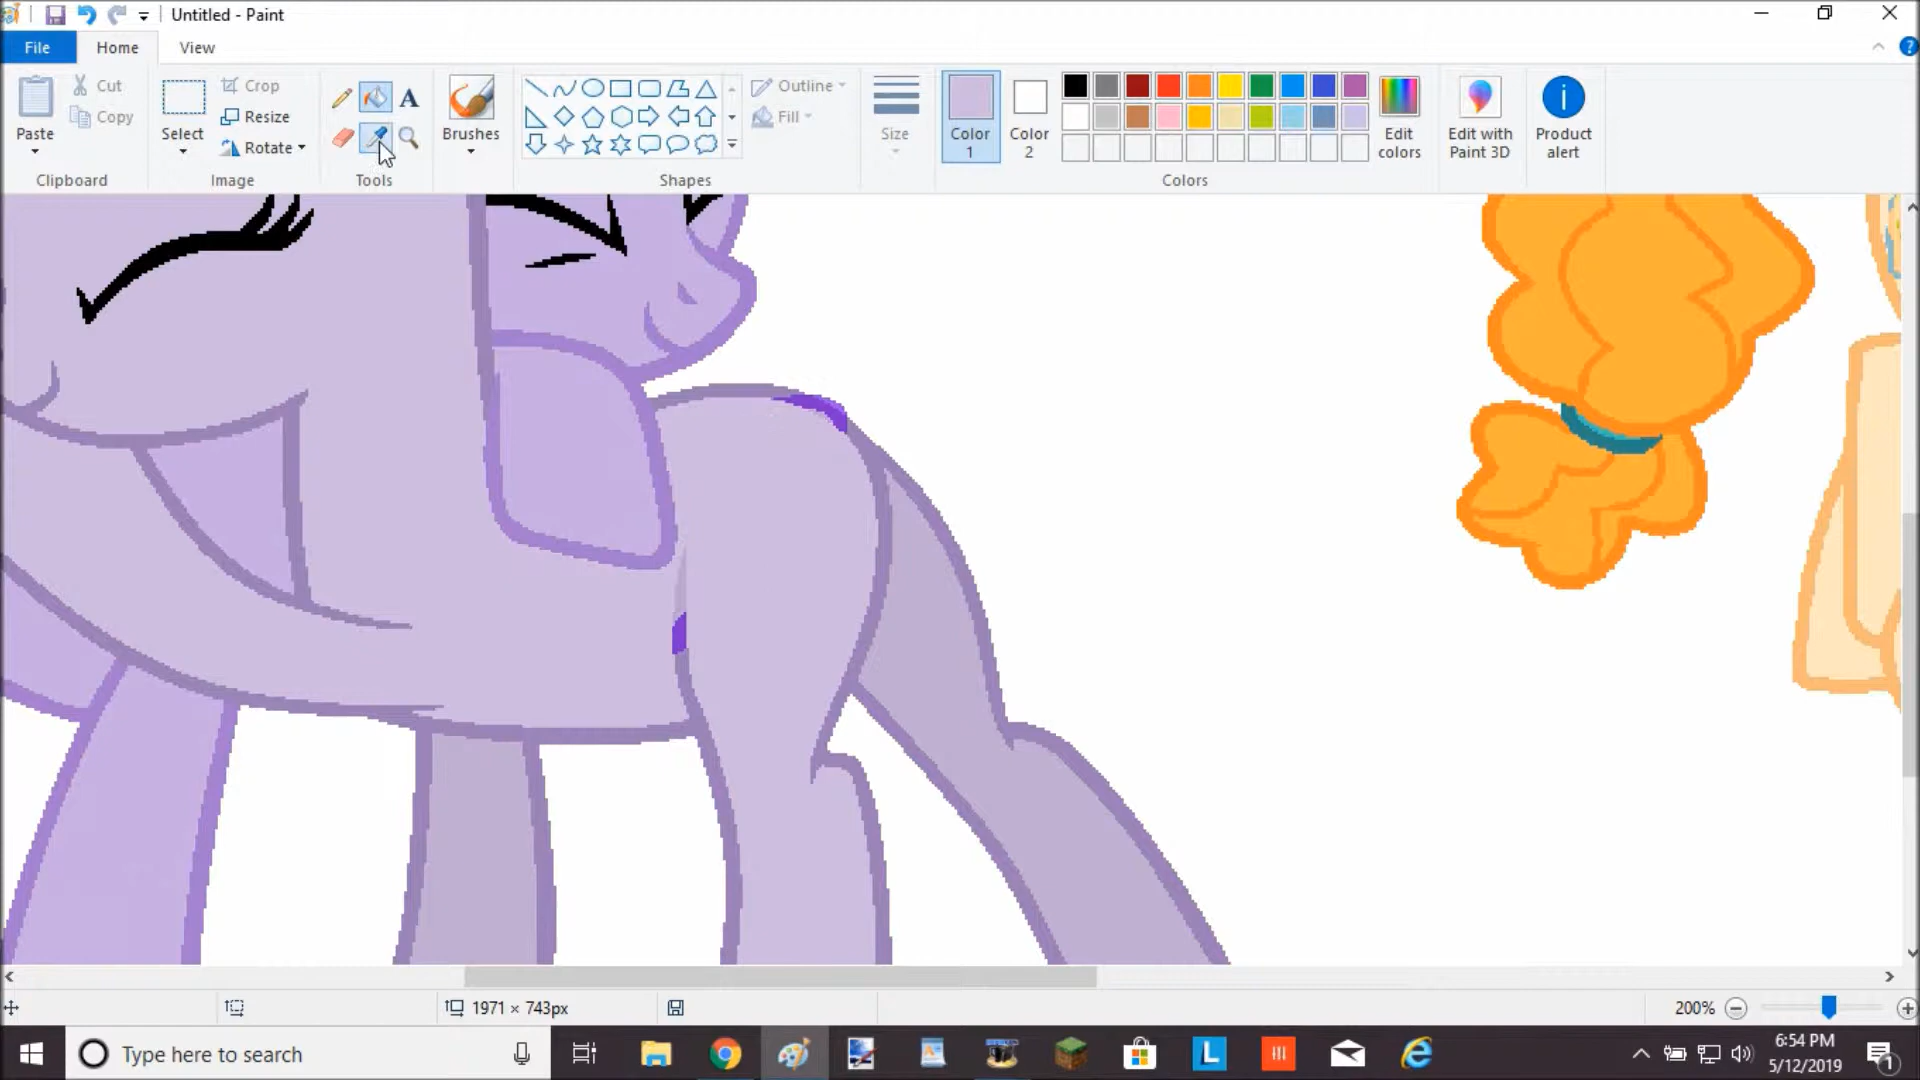 Untitled - Paint
File Home View
Paste Cut Copy Clipboard
Select Crop Resize Rotate Image
A
Tools
Brushes
Shapes
Outline Fill
Size
Color 1 Color 2
Colors
Edit colors
Edit with Paint 3D
Product alert
1971 × 743px
200%
Type here to search
L
6:54 PM
5/12/2019
1